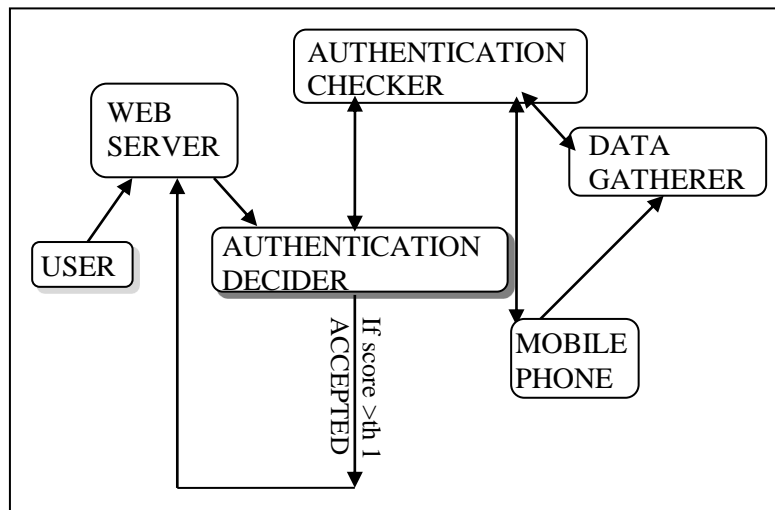 AUTHENTICATION
CHECKER
WEB
SERVER
DATA
GATHERER
USER
AUTHENTICATION
DECIDER
If score >th 1
ACCEPTED
MOBILE
PHONE